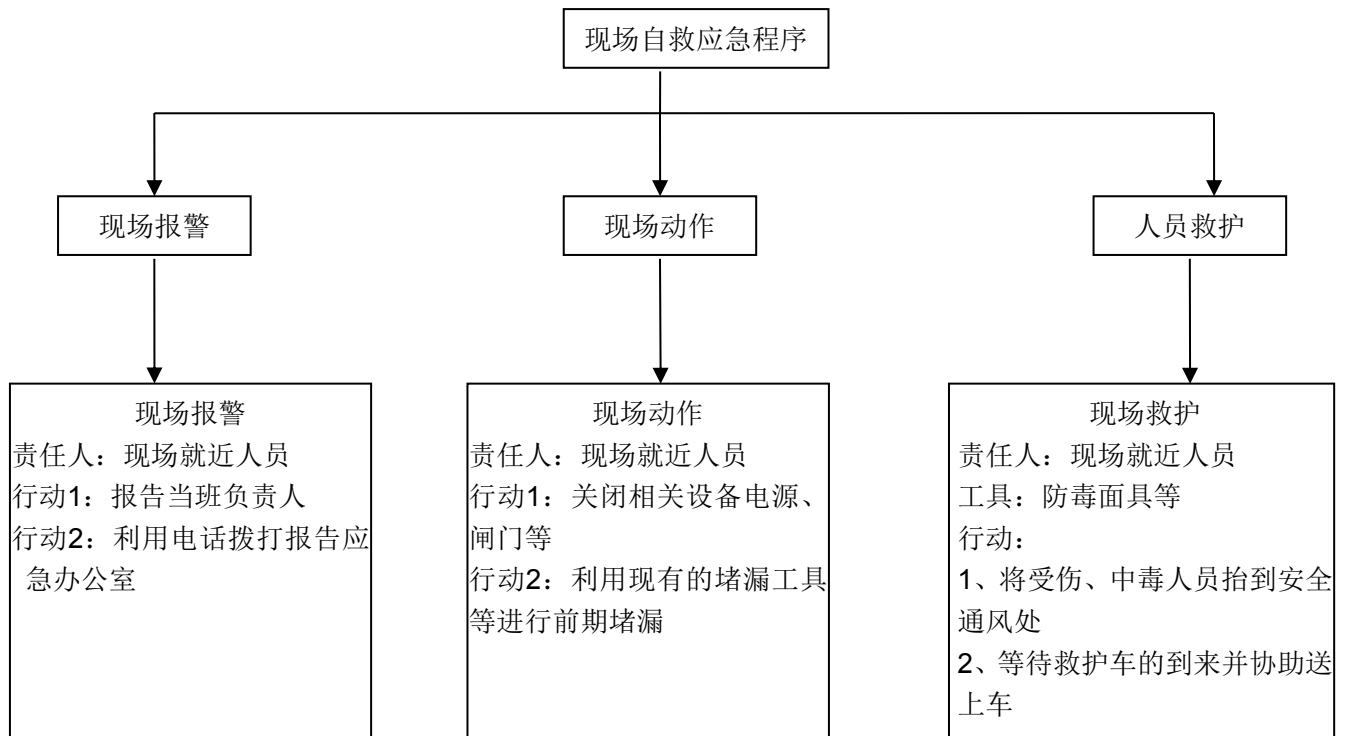 现场自救应急程序
现场报警
现场动作
人员救护
现场报警
责任人：现场就近人员
行动1：报告当班负责人
行动2：利用电话拨打报告应
急办公室
现场动作
责任人：现场就近人员
行动1：关闭相关设备电源、
闸门等
行动2：利用现有的堵漏工具
等进行前期堵漏
现场救护
责任人：现场就近人员
工具：防毒面具等
行动：
1、将受伤、中毒人员抬到安全
通风处
2、等待救护车的到来并协助送
上车